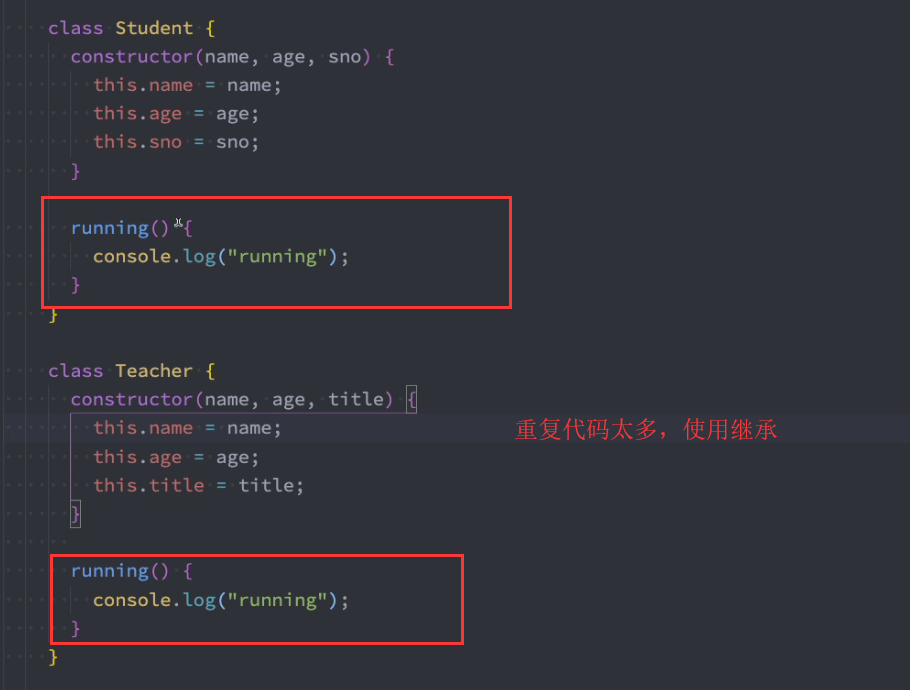 class Student {
constructor(name, age, sno) {
this.name = name;
this.age = age;
this.sno = sno;
}
running() {
console.log("running");
}
}
class Teacher {
constructor(name, age, title) {
this.name = name;
重复代码太多，使用继承
this.age = age;
this.title = title;
}
running() {
console.log("running");
}
}